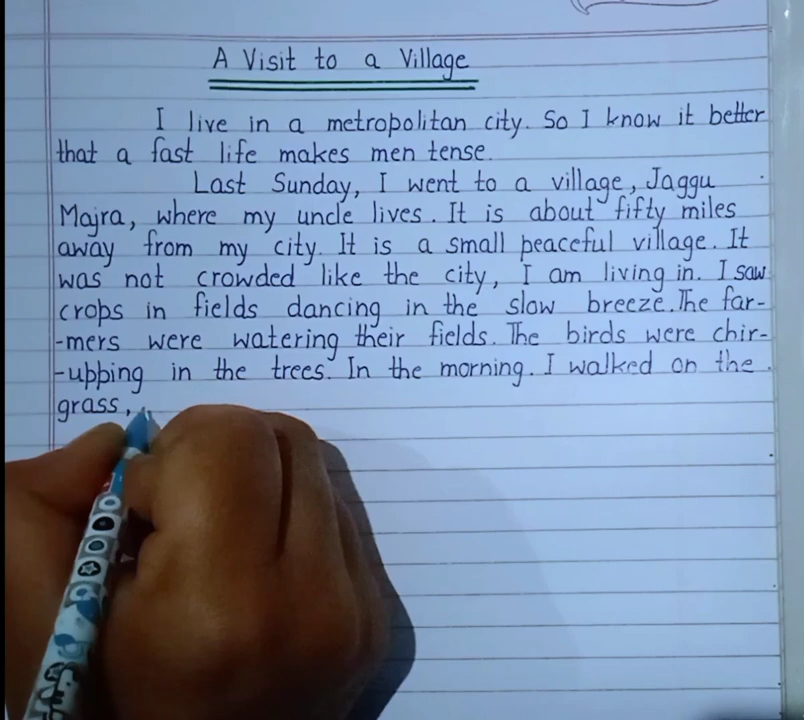 A Visit to a Village
I live in a metropolitan city. So I know it better
that a fast life makes men tense.
Last Sunday, I went to a village, Jaggu
Majra, where my uncle lives. It is about fifty miles
away from my city. It is a small peaceful village. It
was not crowded like the city, I am living in. I saw
crops in fields dancing in the slow breeze. The far-
-mers were watering their fields. The birds were chir-
-upping in the trees. In the morning. I walked on the
grass,